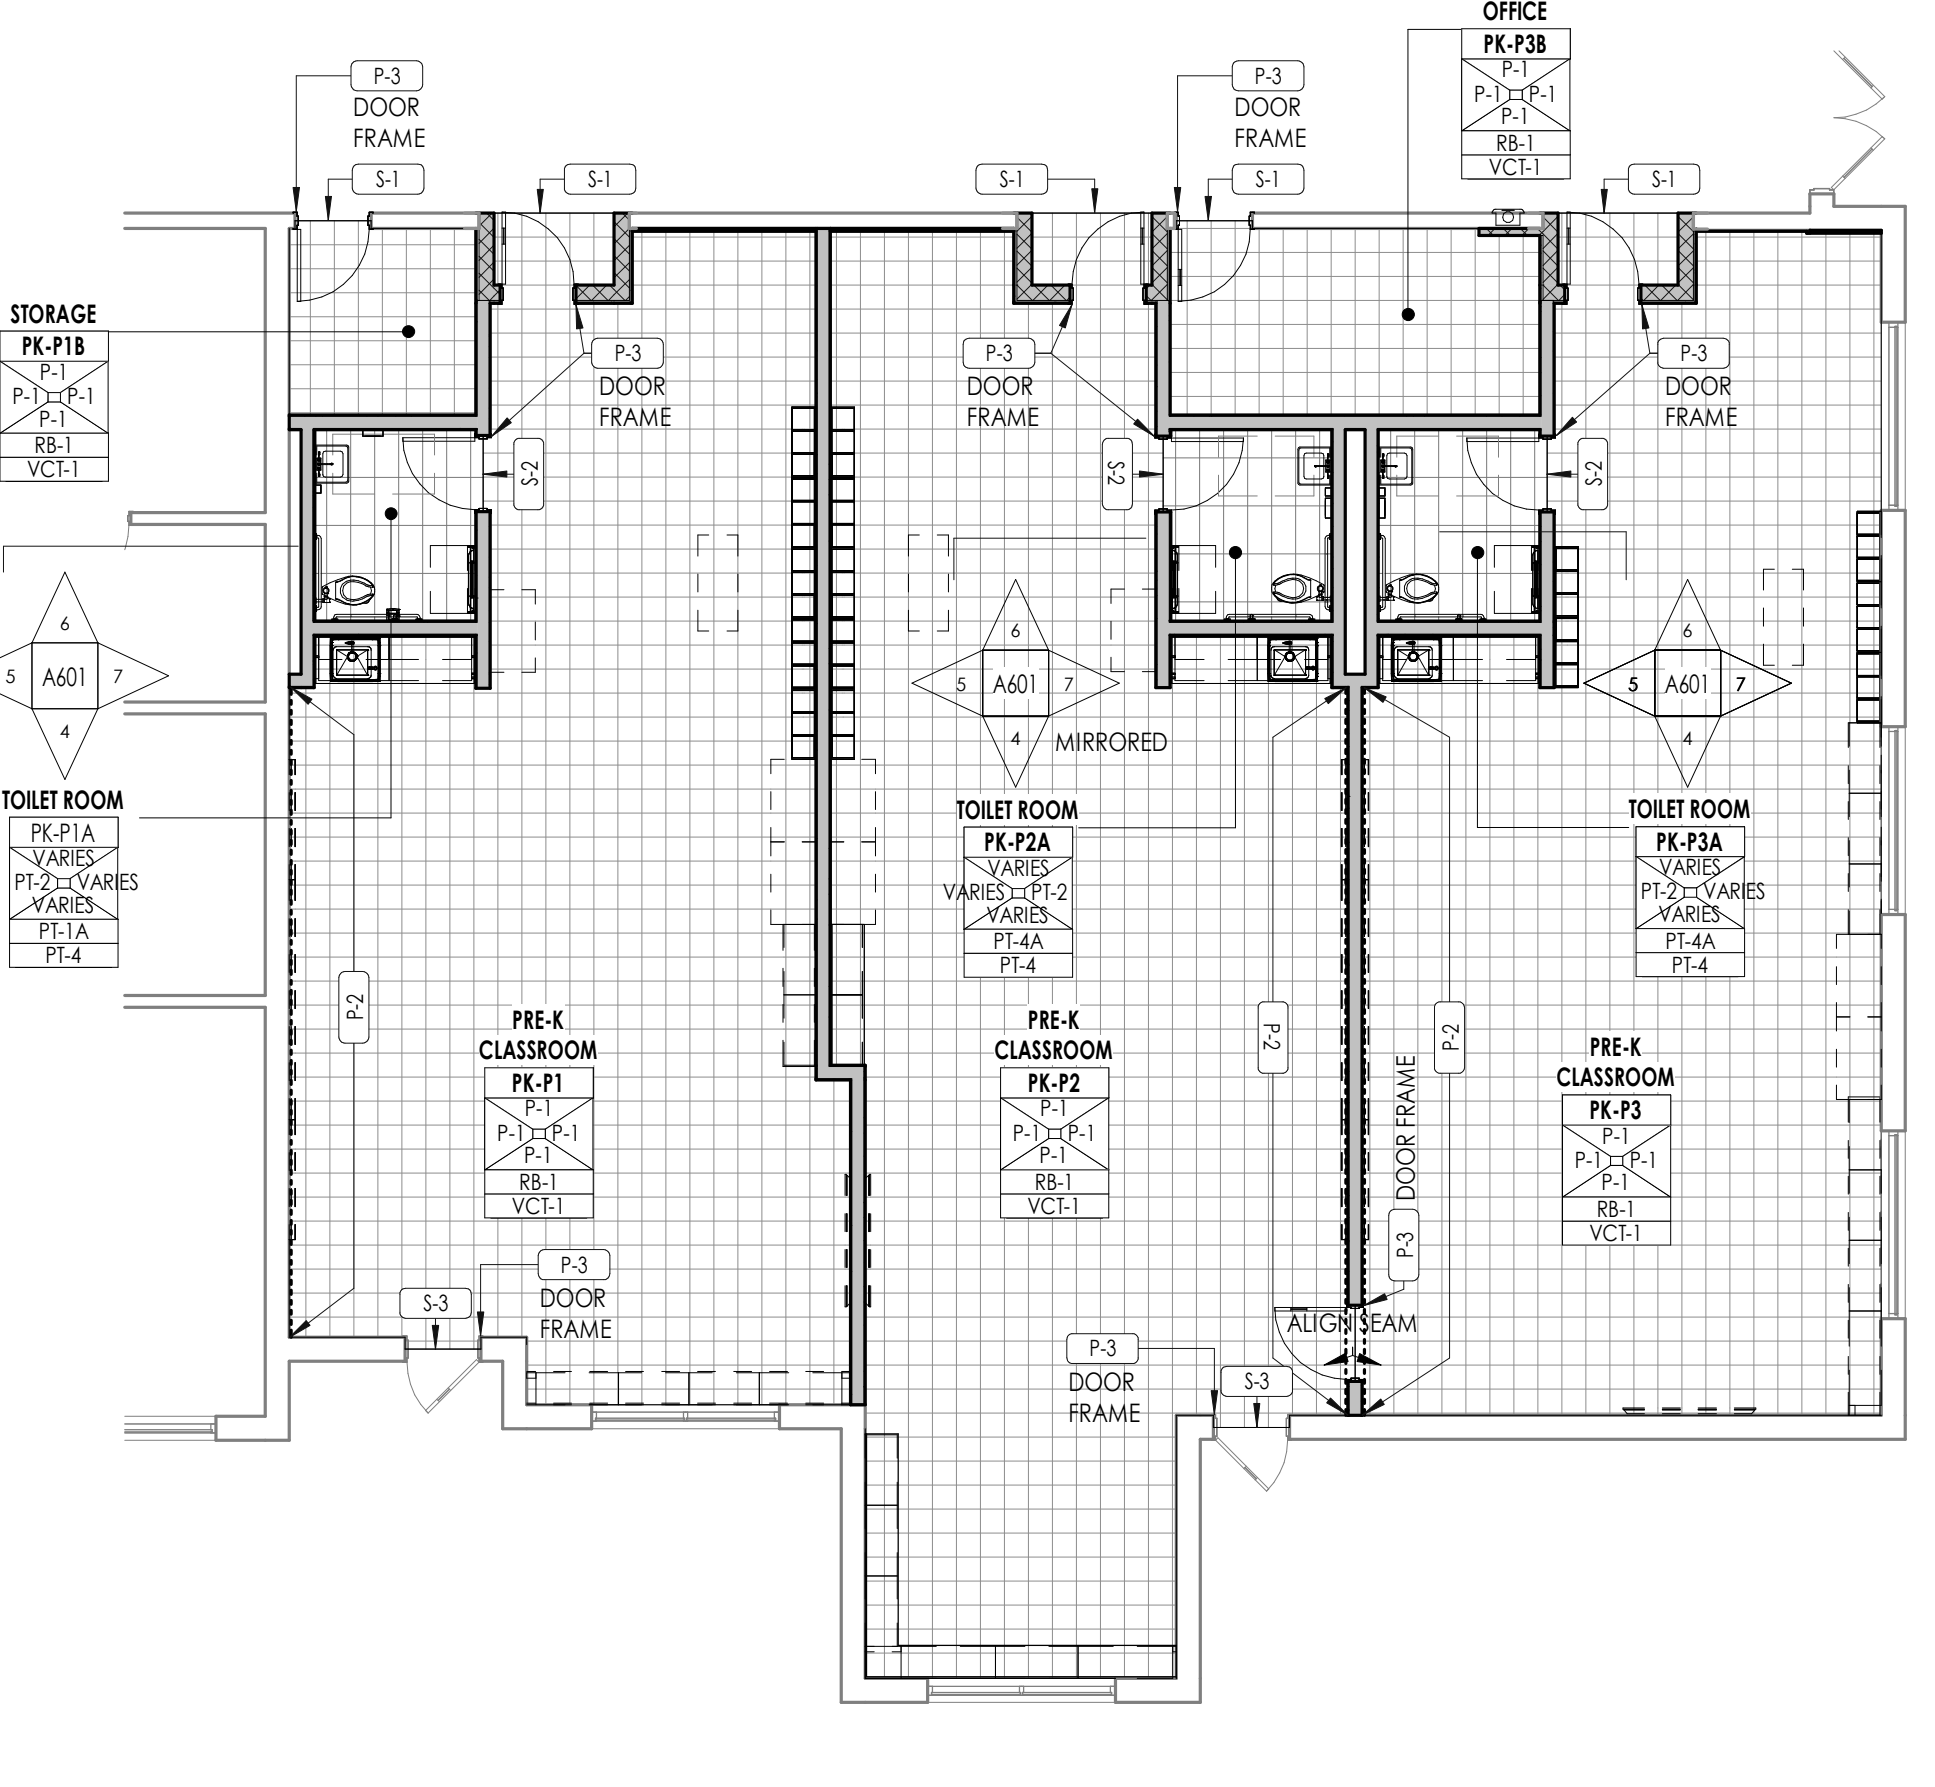 OFFICE
PK-P3B
P-1
P-1 P-1
P-1
RB-1
VCT-1
P-3
DOOR
FRAME
P-3
DOOR
FRAME
S-1
S-1
S-1
S-1
S-1
STORAGE
PK-P1B
P-1
P-1 P-1
P-1
RB-1
VCT-1
P-3
DOOR
FRAME
P-3
DOOR
FRAME
P-3
DOOR
FRAME
S-2
S-2
S-2
6
5 A601 7
4
6
5 A601 7
4
MIRRORED
6
5 A601 7
4
TOILET ROOM
PK-P1A
VARIES
PT-2 VARIES
VARIES
PT-1A
PT-4
TOILET ROOM
PK-P2A
VARIES
VARIES PT-2
VARIES
PT-4A
PT-4
TOILET ROOM
PK-P3A
VARIES
PT-2 VARIES
VARIES
PT-4A
PT-4
P-2
P-2
P-2
PRE-K
CLASSROOM
PK-P1
P-1
P-1 P-1
P-1
RB-1
VCT-1
PRE-K
CLASSROOM
PK-P2
P-1
P-1 P-1
P-1
RB-1
VCT-1
PRE-K
CLASSROOM
PK-P3
P-1
P-1 P-1
P-1
RB-1
VCT-1
P-3 DOOR FRAME
P-3
DOOR
FRAME
S-3
ALIGN SEAM
P-3
DOOR
FRAME
S-3